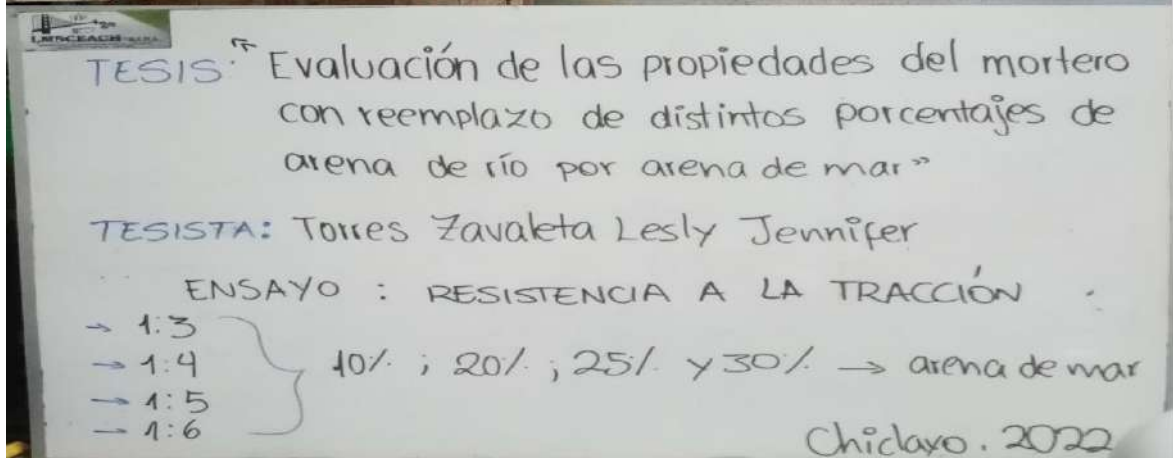 TESIS: "Evaluación de las propiedades del mortero
con reemplazo de distintos porcentajes de
arena de río por arena de mar"
TESISTA: Torres Zavaleta Lesly Jennifer
ENSAYO : RESISTENCIA A LA TRACCIÓN
→ 1:3
→ 1:4
10% ; 20% ; 25% y 30% → arena de mar
→ 1:5
→ 1:6
Chiclayo. 2022